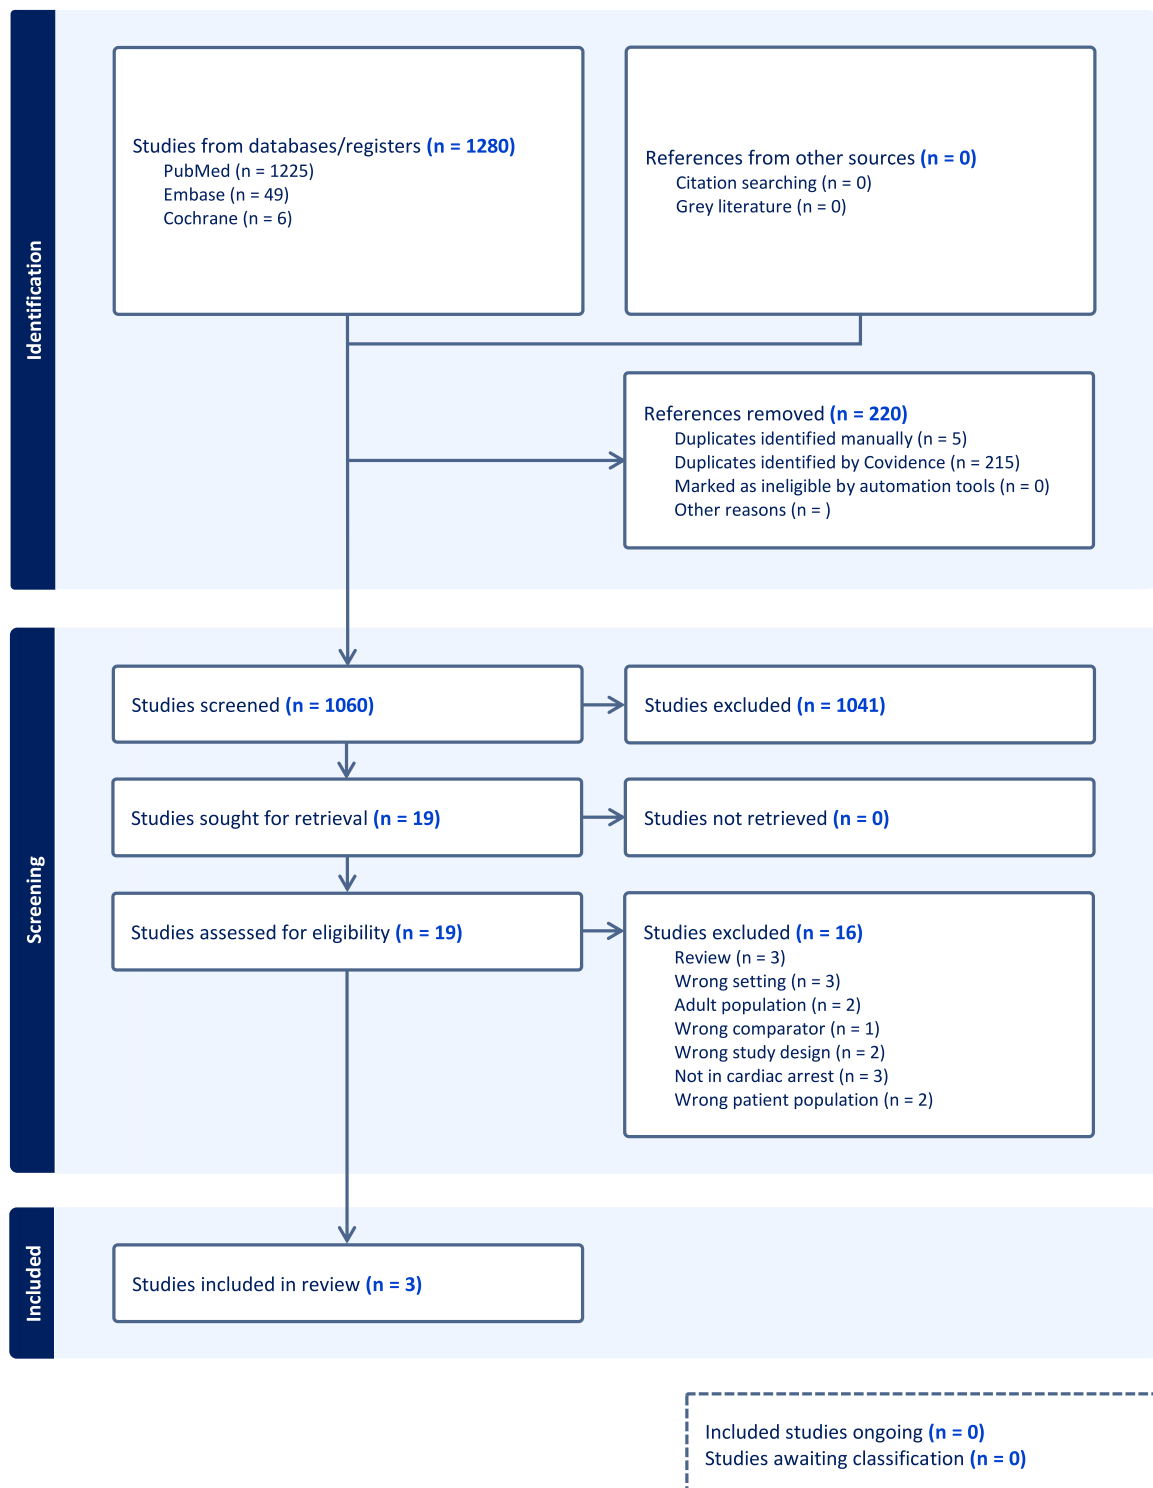 Identification
Studies from databases/registers (n = 1280)
PubMed (n = 1225)
Embase (n = 49)
Cochrane (n = 6)
References from other sources (n = 0)
Citation searching (n = 0)
Grey literature (n = 0)
References removed (n = 220)
Duplicates identified manually (n = 5)
Duplicates identified by Covidence (n = 215)
Marked as ineligible by automation tools (n = 0)
Other reasons (n = )
Screening
Studies screened (n = 1060)
Studies excluded (n = 1041)
Studies sought for retrieval (n = 19)
Studies not retrieved (n = 0)
Studies assessed for eligibility (n = 19)
Studies excluded (n = 16)
Review (n = 3)
Wrong setting (n = 3)
Adult population (n = 2)
Wrong comparator (n = 1)
Wrong study design (n = 2)
Not in cardiac arrest (n = 3)
Wrong patient population (n = 2)
Included
Studies included in review (n = 3)
Included studies ongoing (n = 0)
Studies awaiting classification (n = 0)